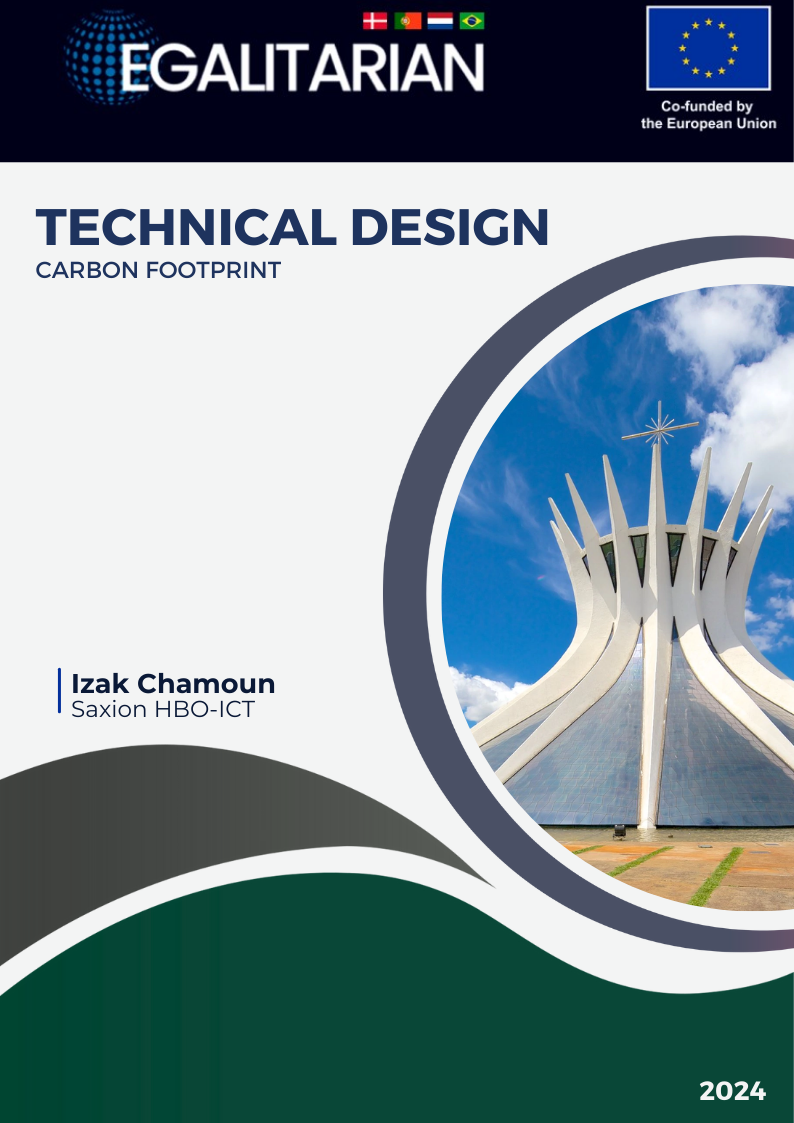 EGALITARIAN
Co-funded by
the European Union
TECHNICAL DESIGN
CARBON FOOTPRINT
Izak Chamoun
Saxion HBO-ICT
2024